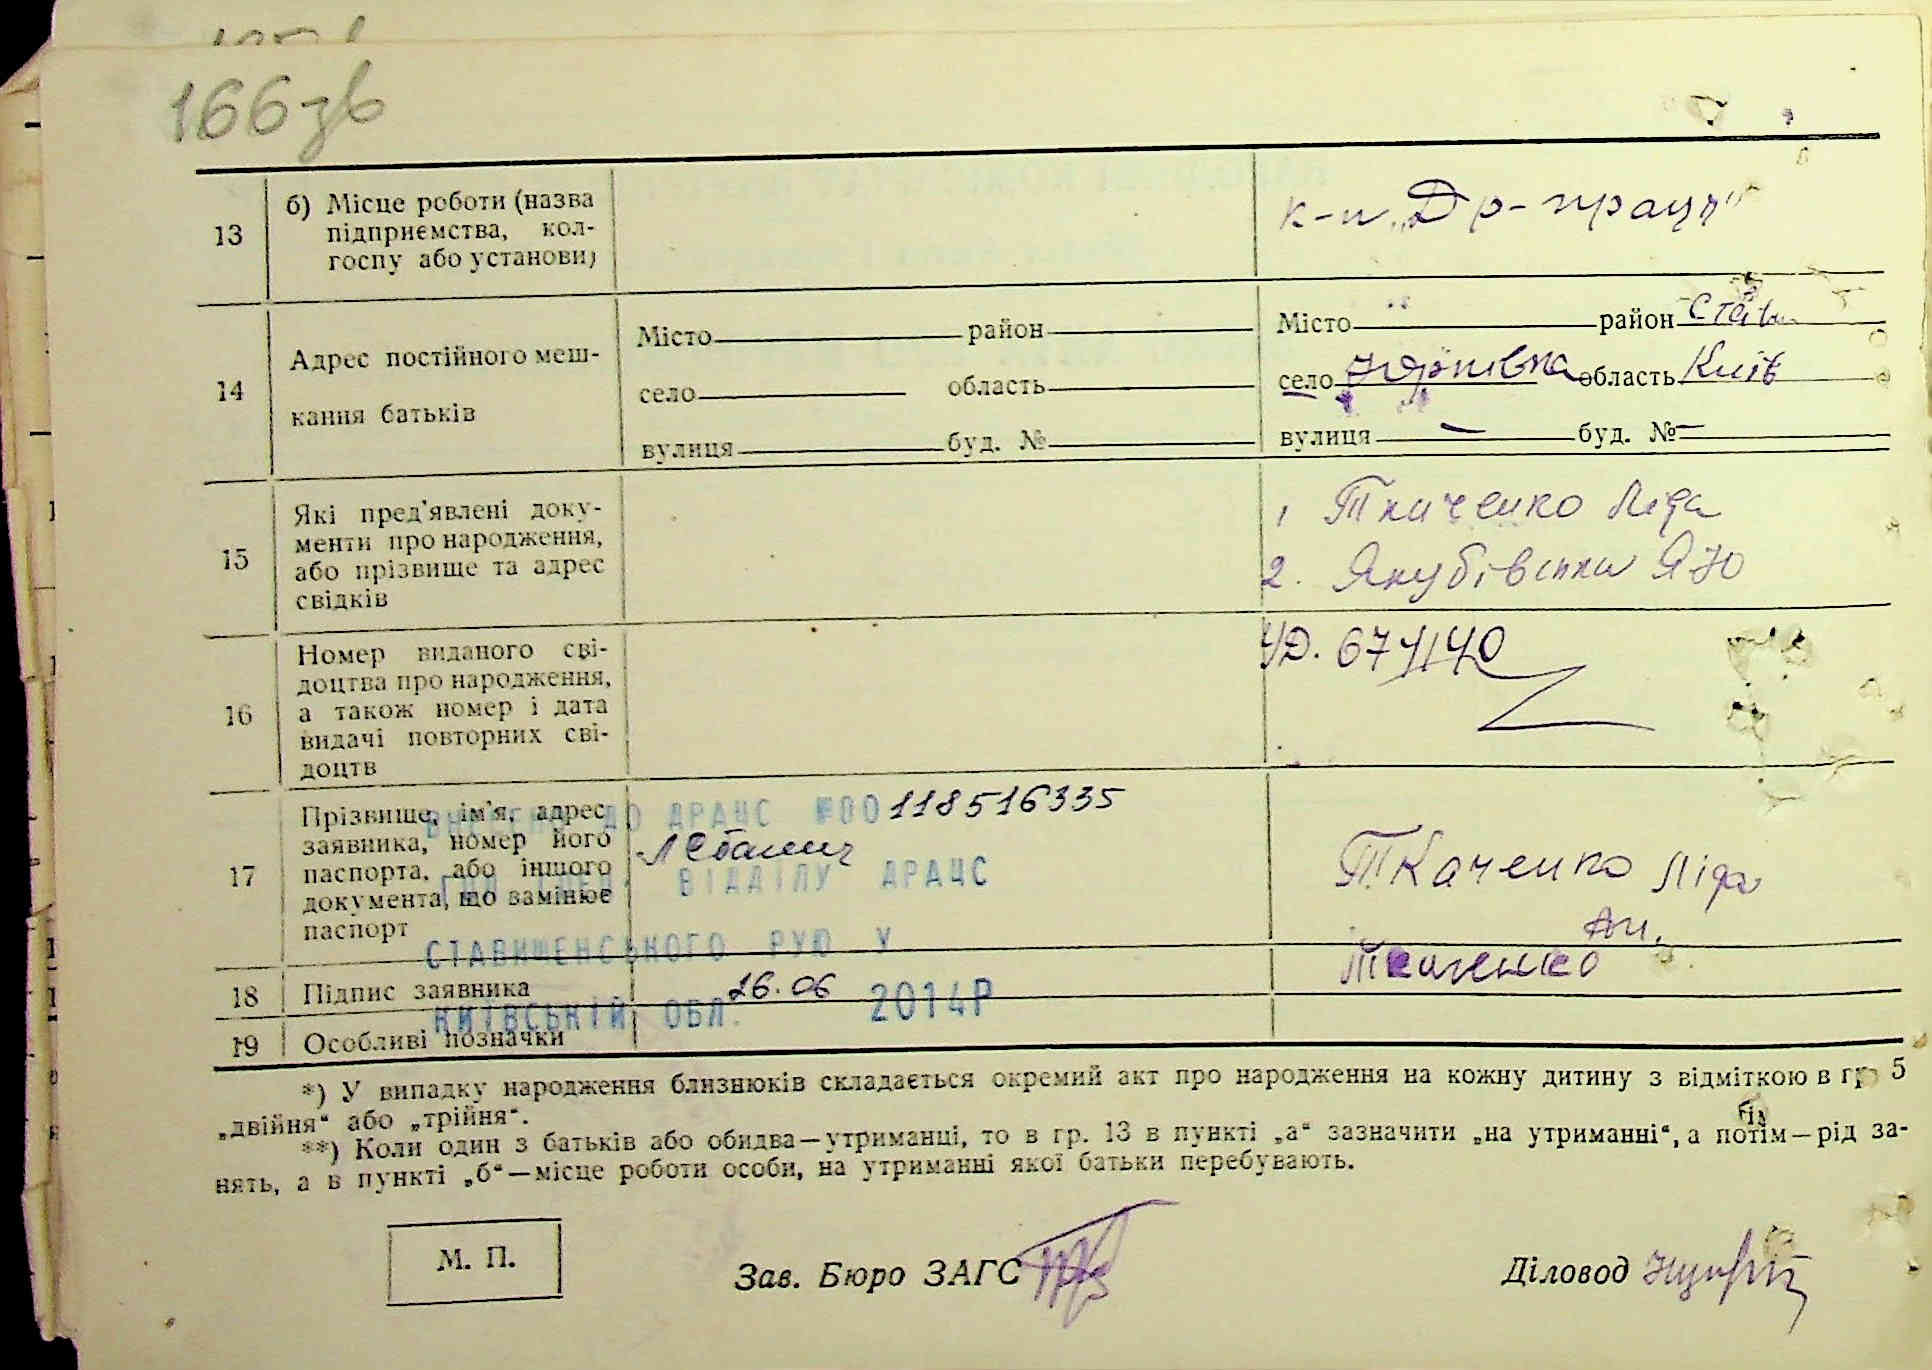 166зв
13
б) Місце роботи (назва
підприємства, кол-
госпу або установи)
к-п „Др-праця"
14
Адрес постійного меш-
кання батьків
Місто район
село область
вулиця буд. №
Місто район Став
село Юрківка область Київ
вулиця — буд. № —
15
Які пред'явлені доку-
менти про народження,
або прізвище та адрес
свідків
1 Ткаченко Ліда
2. Якубівська Я Ю
16
Номер виданого сві-
доцтва про народження,
а також номер і дата
видачі повторних сві-
доцтв
17
Прізвище, ім'я, адрес
заявника, номер його
паспорта, або іншого
документа, що замінює
паспорт
ВНЕСЕНО ДО ДРАЦС №00118516335
ВІДДІЛУ ДРАЦС
СТАВИЩЕНСЬКОГО РУЮ У
КИЇВСЬКІЙ ОБЛ. 26.06 2014Р
Ткаченко Ліда
18
Підпис заявника
Ткаченко
19
Особливі позначки
*) У випадку народження близнюків складається окремий акт про народження на кожну дитину з відміткою в гр 5
„двійня" або „трійня".
**) Коли один з батьків або обидва—утриманці, то в гр. 13 в пункті „а" зазначити „на утриманні", а потім—рід за-
нять, а в пункті „б"—місце роботи особи, на утриманні якої батьки перебувають.
М. П.
Зав. Бюро ЗАГС
Діловод